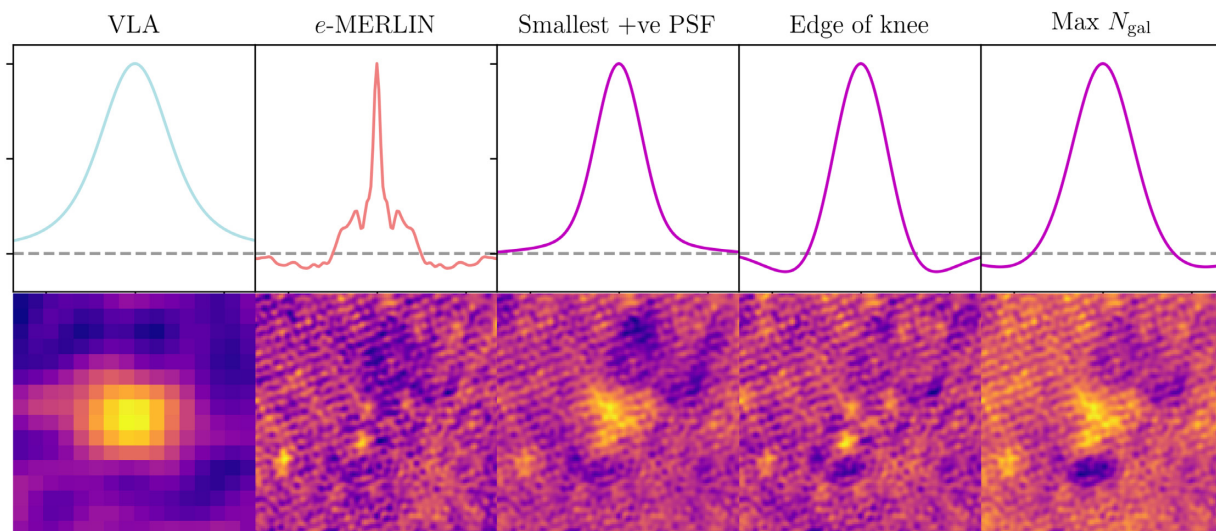 VLA
e-MERLIN
Smallest +ve PSF
Edge of knee
Max N_gal